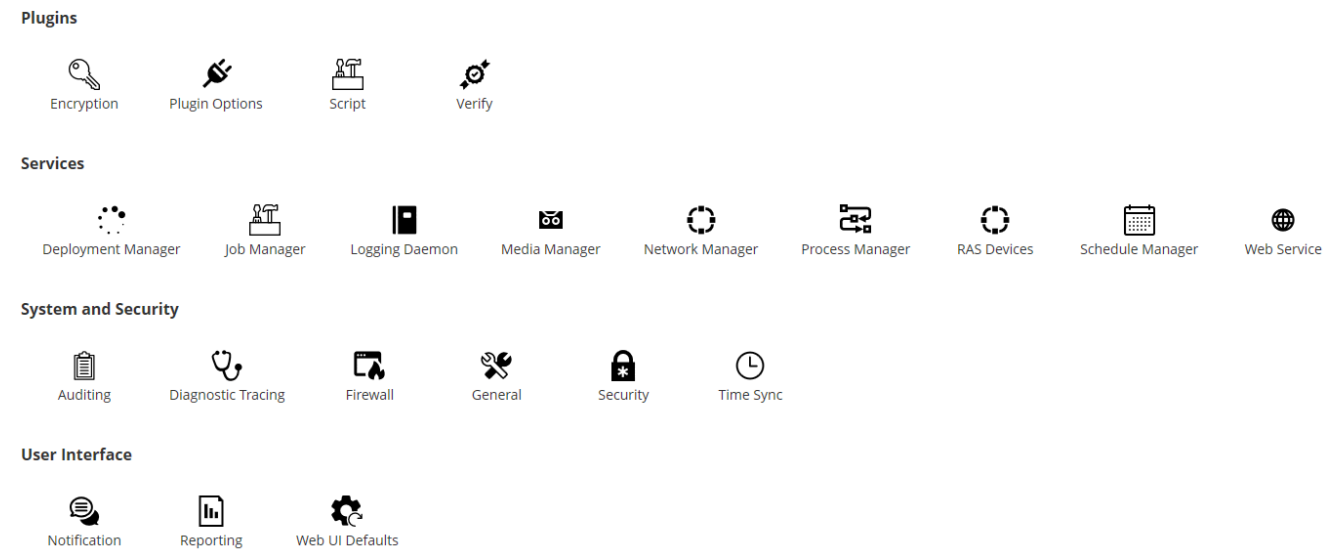 Plugins
Encryption Plugin Options Script Verify
Services
Deployment Manager Job Manager Logging Daemon Media Manager Network Manager Process Manager RAS Devices Schedule Manager Web Service
System and Security
Auditing Diagnostic Tracing Firewall General Security Time Sync
User Interface
Notification Reporting Web UI Defaults